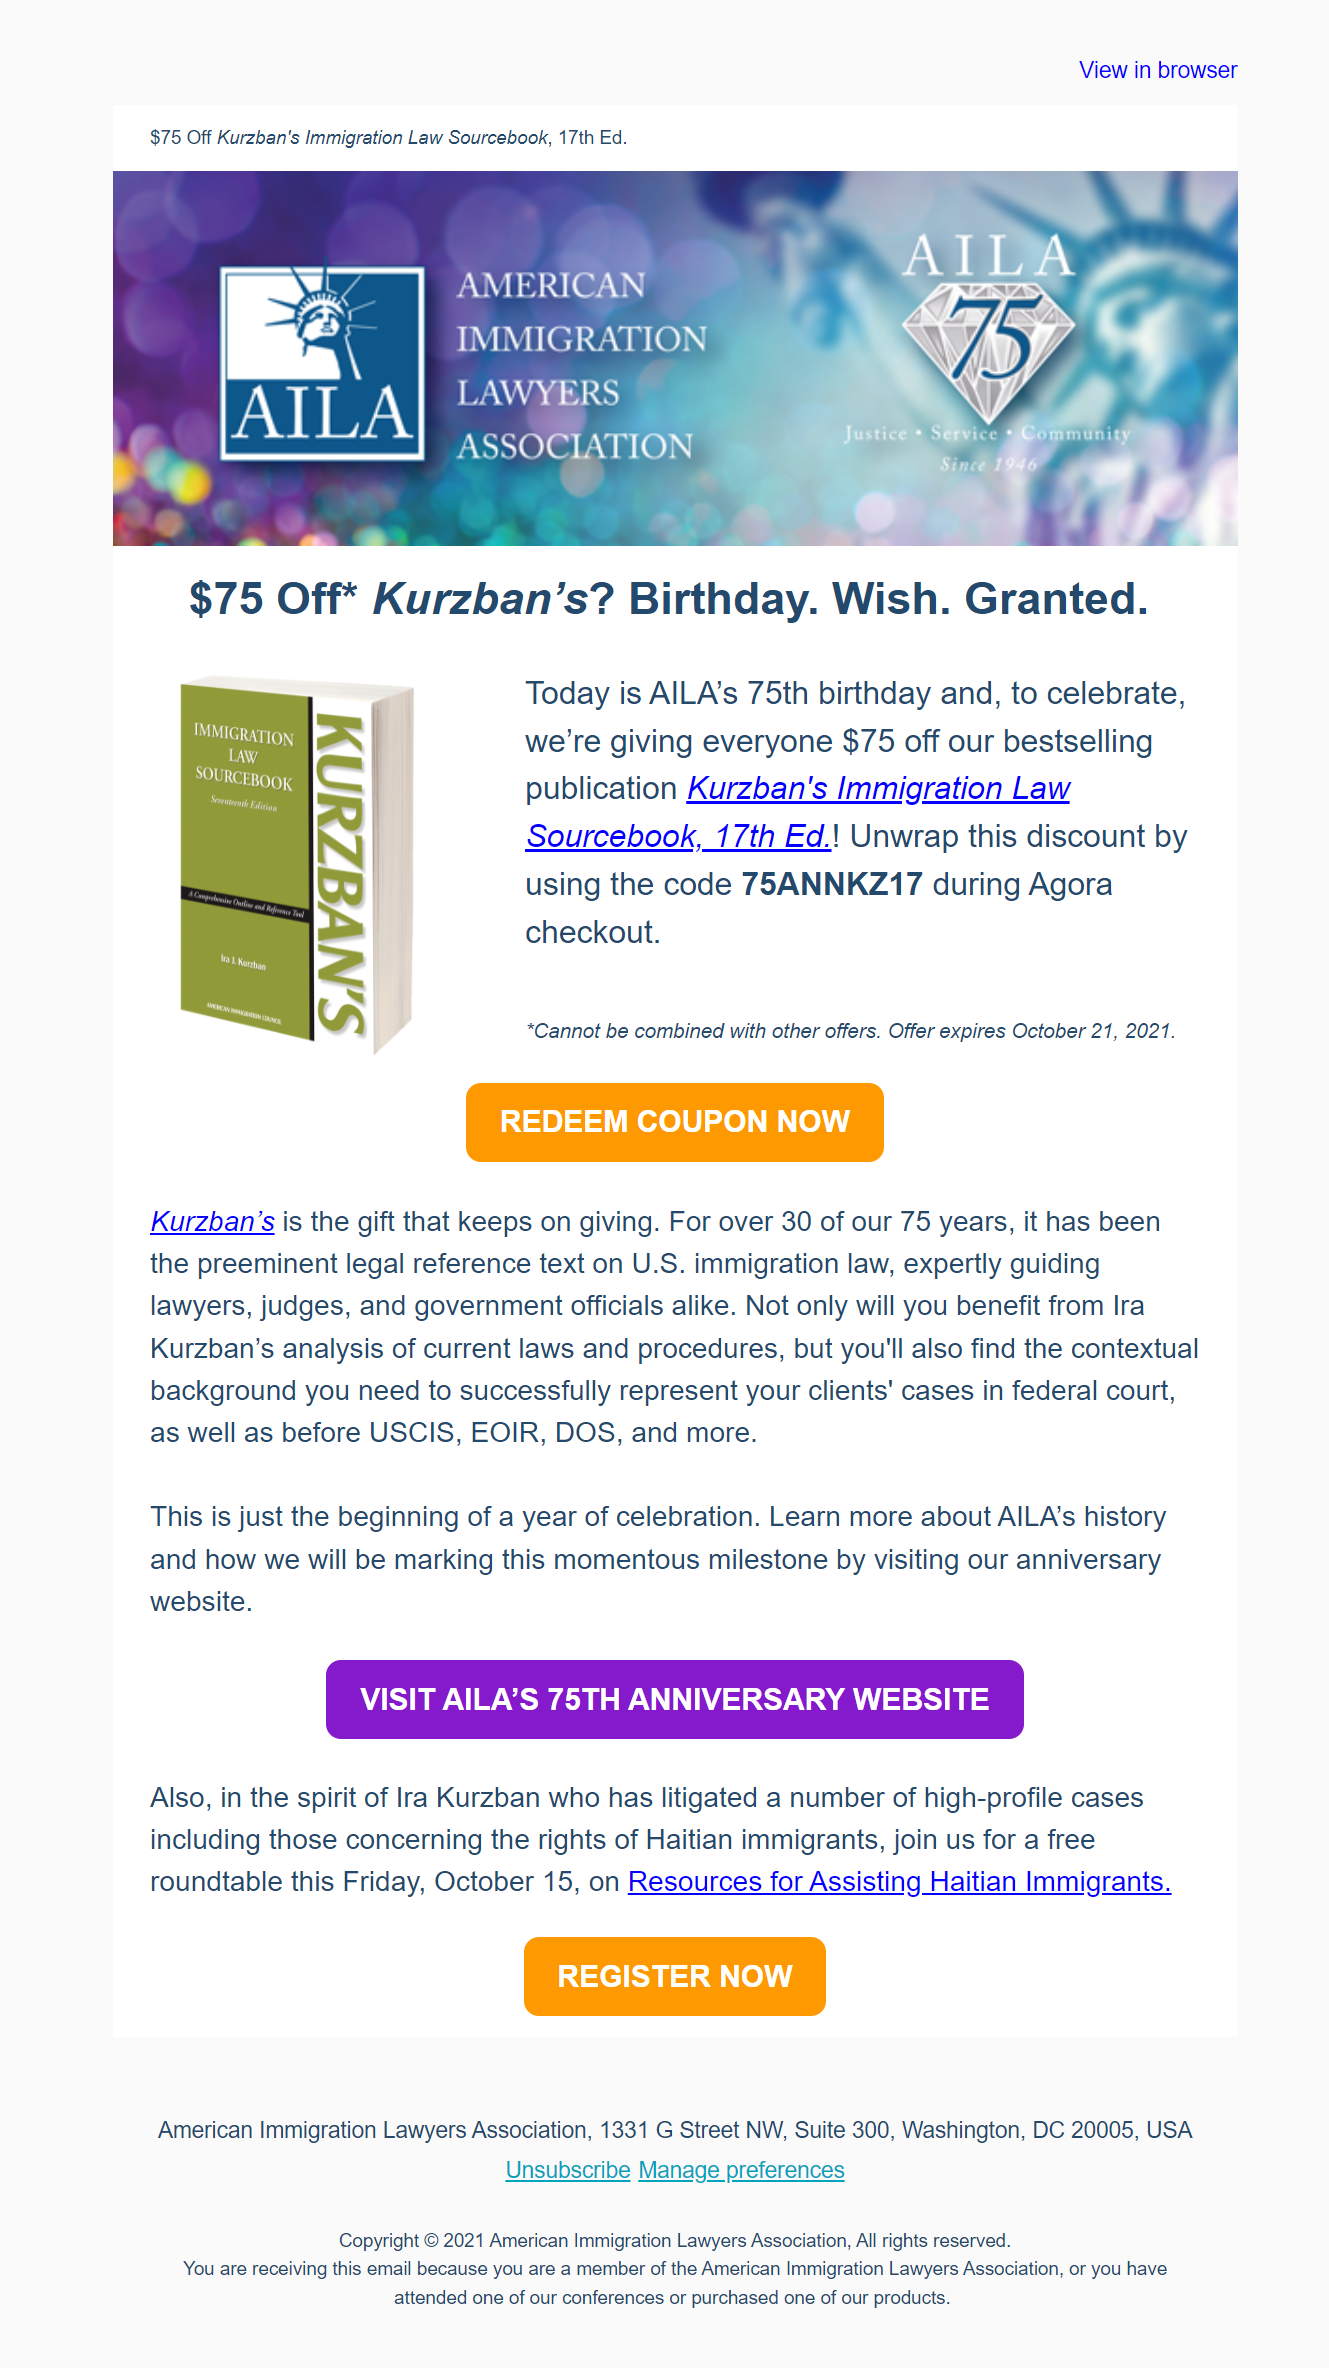 View in browser
$75 Off Kurzban's Immigration Law Sourcebook, 17th Ed.
AILA
AMERICAN
IMMIGRATION
LAWYERS
ASSOCIATION
AILA
75
Justice • Service • Community
Since 1946
$75 Off* Kurzban’s? Birthday. Wish. Granted.
IMMIGRATION
LAW
SOURCEBOOK
Seventeenth Edition
A Comprehensive Outline and Reference Tool
Ira J. Kurzban
AMERICAN IMMIGRATION COUNCIL
KURZBAN'S
Today is AILA’s 75th birthday and, to celebrate,
we’re giving everyone $75 off our bestselling
publication Kurzban's Immigration Law
Sourcebook, 17th Ed.! Unwrap this discount by
using the code 75ANNKZ17 during Agora
checkout.
*Cannot be combined with other offers. Offer expires October 21, 2021.
REDEEM COUPON NOW
Kurzban’s is the gift that keeps on giving. For over 30 of our 75 years, it has been
the preeminent legal reference text on U.S. immigration law, expertly guiding
lawyers, judges, and government officials alike. Not only will you benefit from Ira
Kurzban’s analysis of current laws and procedures, but you'll also find the contextual
background you need to successfully represent your clients' cases in federal court,
as well as before USCIS, EOIR, DOS, and more.
This is just the beginning of a year of celebration. Learn more about AILA’s history
and how we will be marking this momentous milestone by visiting our anniversary
website.
VISIT AILA’S 75TH ANNIVERSARY WEBSITE
Also, in the spirit of Ira Kurzban who has litigated a number of high-profile cases
including those concerning the rights of Haitian immigrants, join us for a free
roundtable this Friday, October 15, on Resources for Assisting Haitian Immigrants.
REGISTER NOW
American Immigration Lawyers Association, 1331 G Street NW, Suite 300, Washington, DC 20005, USA
Unsubscribe Manage preferences
Copyright © 2021 American Immigration Lawyers Association, All rights reserved.
You are receiving this email because you are a member of the American Immigration Lawyers Association, or you have
attended one of our conferences or purchased one of our products.